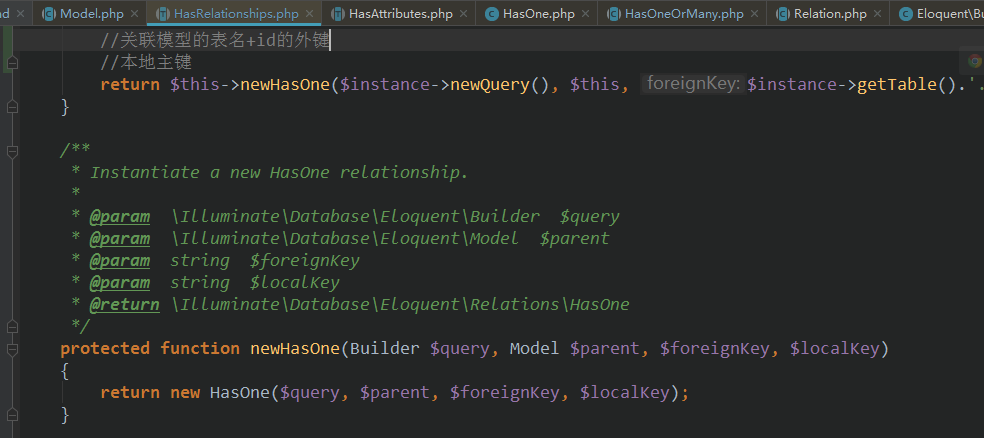 nd Model.php HasRelationships.php HasAttributes.php HasOne.php HasOneOrMany.php Relation.php Eloquent\Bu
//关联模型的表名+id的外键
//本地主键
return $this->newHasOne($instance->newQuery(), $this, foreignKey: $instance->getTable().'.
}
/**
* Instantiate a new HasOne relationship.
*
* @param \Illuminate\Database\Eloquent\Builder $query
* @param \Illuminate\Database\Eloquent\Model $parent
* @param string $foreignKey
* @param string $localKey
* @return \Illuminate\Database\Eloquent\Relations\HasOne
*/
protected function newHasOne(Builder $query, Model $parent, $foreignKey, $localKey)
{
return new HasOne($query, $parent, $foreignKey, $localKey);
}